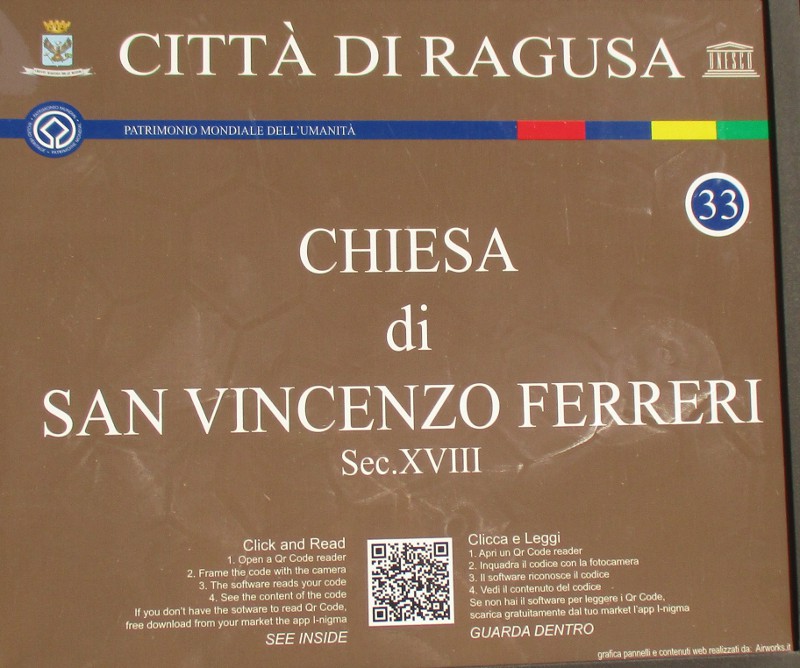 CITTÀ DI RAGUSA
UNESCO
PATRIMONIO MONDIALE DELL'UMANITÀ
33
CHIESA
di
SAN VINCENZO FERRERI
Sec.XVIII
Click and Read
1. Open a Qr Code reader
2. Frame the code with the camera
3. The software reads your code
4. See the content of the code
If you don't have the sotware to read Qr Code,
free download from your market the app I-nigma
SEE INSIDE
Clicca e Leggi
1. Apri un Qr Code reader
2. Inquadra il codice con la fotocamera
3. Il software riconosce il codice
4. Vedi il contenuto del codice
Se non hai il software per leggere i Qr Code,
scarica gratuitamente dal tuo market l'app I-nigma
GUARDA DENTRO
grafica pannelli e contenuti web realizzati da: Airworks.it